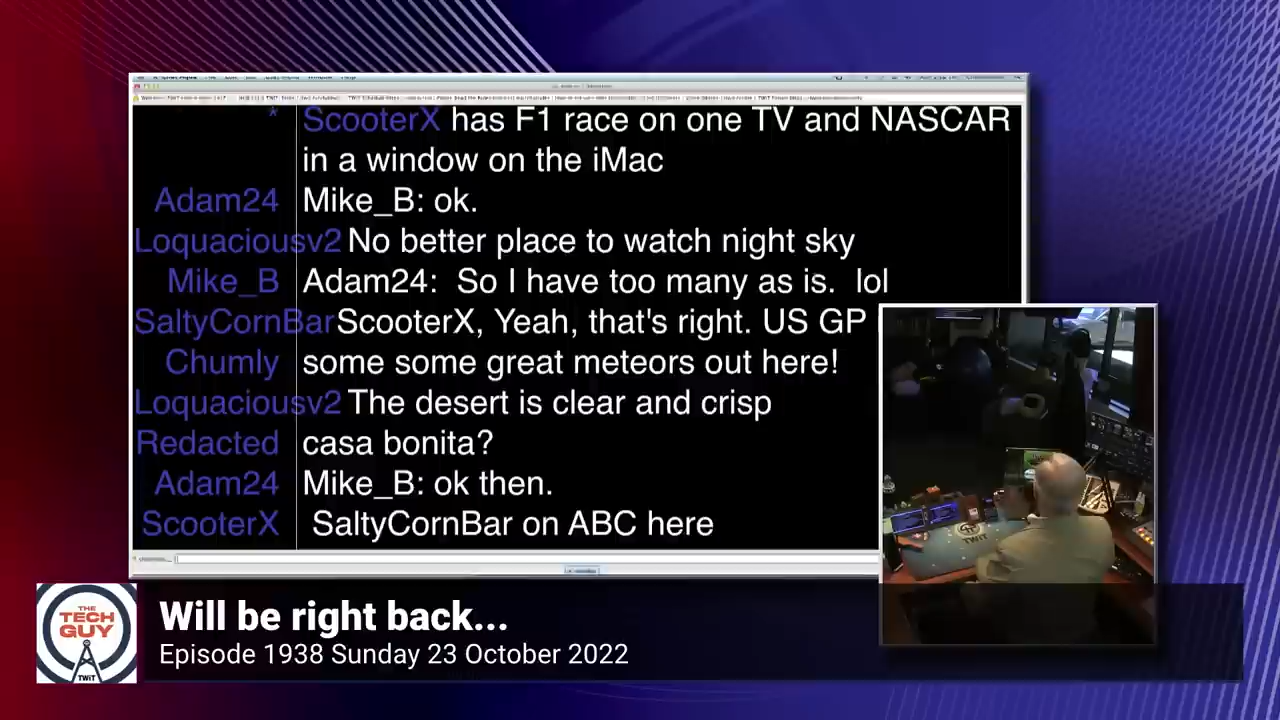 * ScooterX has F1 race on one TV and NASCAR
in a window on the iMac
Adam24 Mike_B: ok.
Loquaciousv2 No better place to watch night sky
Mike_B Adam24: So I have too many as is. lol
SaltyCornBar ScooterX, Yeah, that's right. US GP
Chumly some some great meteors out here!
Loquaciousv2 The desert is clear and crisp
Redacted casa bonita?
Adam24 Mike_B: ok then.
ScooterX SaltyCornBar on ABC here
TWiT
THE
TECH
GUY
TWiT
Will be right back...
Episode 1938 Sunday 23 October 2022